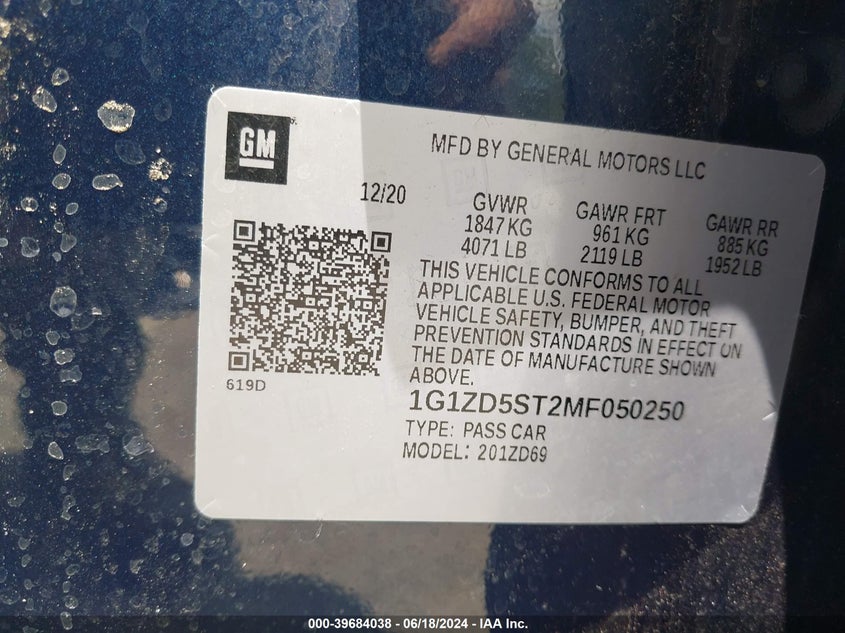 GM
MFD BY GENERAL MOTORS LLC
12/20
GVWR
1847 KG
4071 LB
GAWR FRT
961 KG
2119 LB
GAWR RR
885 KG
1952 LB
THIS VEHICLE CONFORMS TO ALL
APPLICABLE U.S. FEDERAL MOTOR
VEHICLE SAFETY, BUMPER, AND THEFT
PREVENTION STANDARDS IN EFFECT ON
THE DATE OF MANUFACTURE SHOWN
ABOVE.
619D
1G1ZD5ST2MF050250
TYPE: PASS CAR
MODEL: 201ZD69
000-39684038 - 06/18/2024 - IAA Inc.